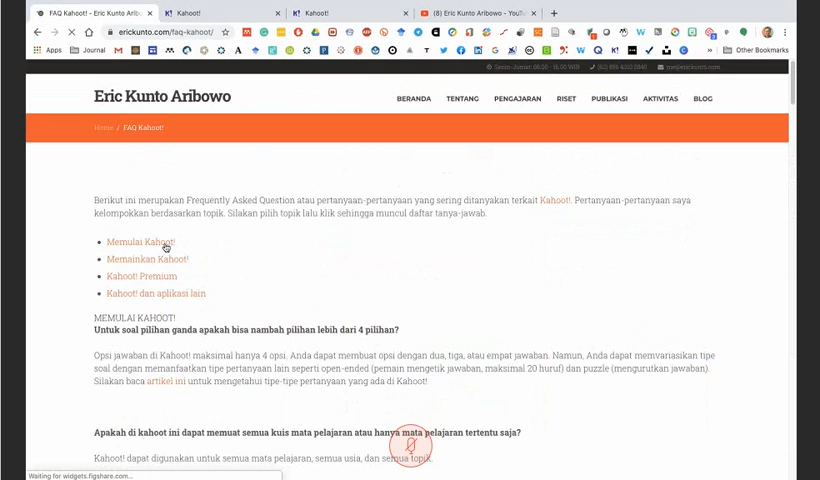 FAQ Kahoot! - Eric Kunto Aribo
Kahoot!
Kahoot!
(8) Eric Kunto Aribowo - YouTu
erickunto.com/faq-kahoot/
Apps
Journal
Other Bookmarks
Eric Kunto Aribowo
BERANDA
TENTANG
PENGAJARAN
RISET
PUBLIKASI
AKTIVITAS
BLOG
Home / FAQ Kahoot!
Berikut ini merupakan Frequently Asked Question atau pertanyaan-pertanyaan yang sering ditanyakan terkait Kahoot!. Pertanyaan-pertanyaan saya
kelompokkan berdasarkan topik. Silakan pilih topik lalu klik sehingga muncul daftar tanya-jawab.
Memulai Kahoot!
Memainkan Kahoot!
Kahoot! Premium
Kahoot! dan aplikasi lain
MEMULAI KAHOOT!
Untuk soal pilihan ganda apakah bisa nambah pilihan lebih dari 4 pilihan?
Opsi jawaban di Kahoot! maksimal hanya 4 opsi. Anda dapat membuat opsi dengan dua, tiga, atau empat jawaban. Namun, Anda dapat memvariasikan tipe
soal dengan memanfaatkan tipe pertanyaan lain seperti open-ended (pemain mengetik jawaban, maksimal 20 huruf) dan puzzle (mengurutkan jawaban).
Silakan baca artikel ini untuk mengetahui tipe-tipe pertanyaan yang ada di Kahoot!
Apakah di kahoot ini dapat memuat semua kuis mata pelajaran atau hanya mata pelajaran tertentu saja?
Kahoot! dapat digunakan untuk semua mata pelajaran, semua usia, dan semua topik.
Waiting for widgets.figshare.com...